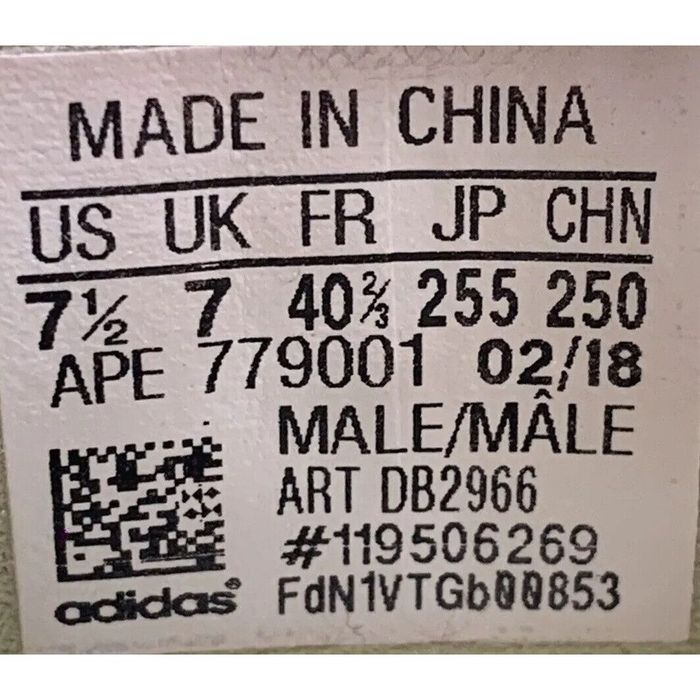 MADE IN CHINA
US UK FR JP CHN
7½ 7 40⅔ 255 250
APE 779001 02/18
MALE/MÂLE
ART DB2966
#119506269
adidas® FdN1VTGb00853